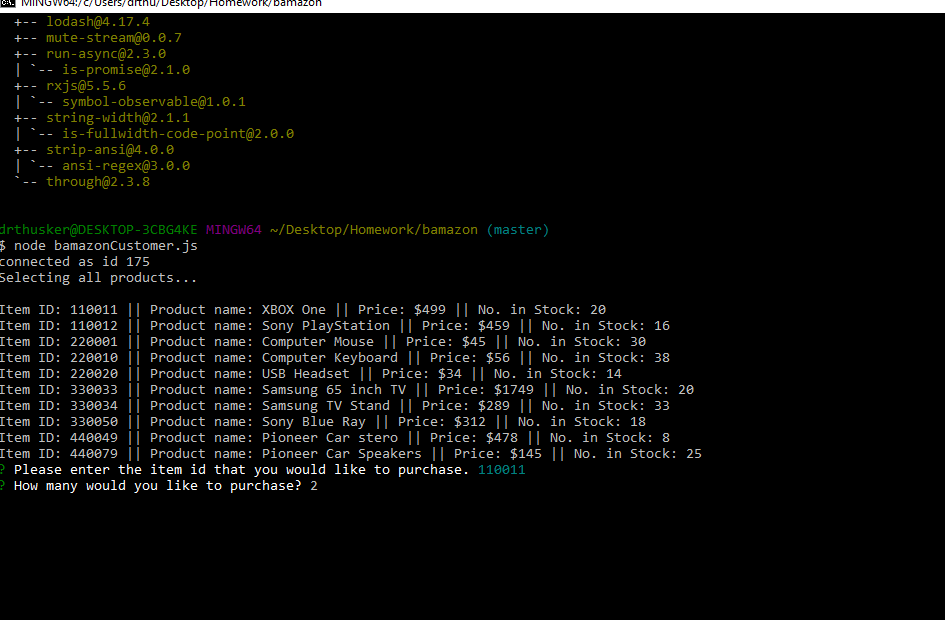 MINGW64:/c/Users/drthu/Desktop/Homework/bamazon
+-- lodash@4.17.4
+-- mute-stream@0.0.7
+-- run-async@2.3.0
| `-- is-promise@2.1.0
+-- rxjs@5.5.6
| `-- symbol-observable@1.0.1
+-- string-width@2.1.1
| `-- is-fullwidth-code-point@2.0.0
+-- strip-ansi@4.0.0
| `-- ansi-regex@3.0.0
`-- through@2.3.8
drthusker@DESKTOP-3CBG4KE MINGW64 ~/Desktop/Homework/bamazon (master)
$ node bamazonCustomer.js
connected as id 175
Selecting all products...
Item ID: 110011 || Product name: XBOX One || Price: $499 || No. in Stock: 20
Item ID: 110012 || Product name: Sony PlayStation || Price: $459 || No. in Stock: 16
Item ID: 220001 || Product name: Computer Mouse || Price: $45 || No. in Stock: 30
Item ID: 220010 || Product name: Computer Keyboard || Price: $56 || No. in Stock: 38
Item ID: 220020 || Product name: USB Headset || Price: $34 || No. in Stock: 14
Item ID: 330033 || Product name: Samsung 65 inch TV || Price: $1749 || No. in Stock: 20
Item ID: 330034 || Product name: Samsung TV Stand || Price: $289 || No. in Stock: 33
Item ID: 330050 || Product name: Sony Blue Ray || Price: $312 || No. in Stock: 18
Item ID: 440049 || Product name: Pioneer Car stero || Price: $478 || No. in Stock: 8
Item ID: 440079 || Product name: Pioneer Car Speakers || Price: $145 || No. in Stock: 25
? Please enter the item id that you would like to purchase. 110011
? How many would you like to purchase? 2